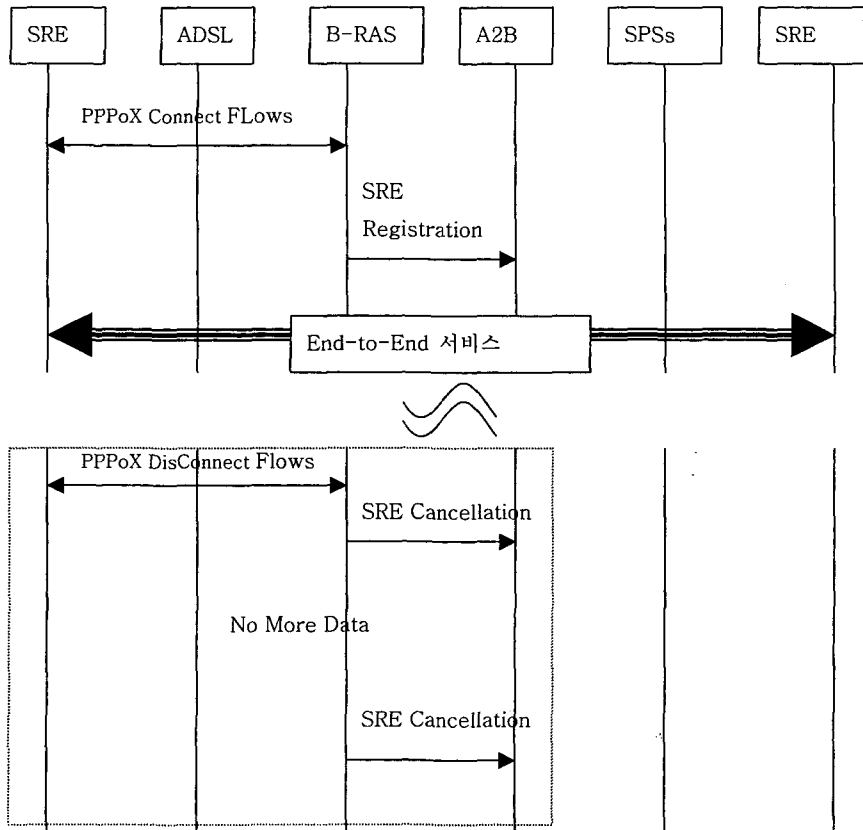 SRE
ADSL
B-RAS
A2B
SPSs
SRE
PPPoX Connect FLows
SRE
Registration
End-to-End 서비스
PPPoX DisConnect Flows
SRE Cancellation
No More Data
SRE Cancellation